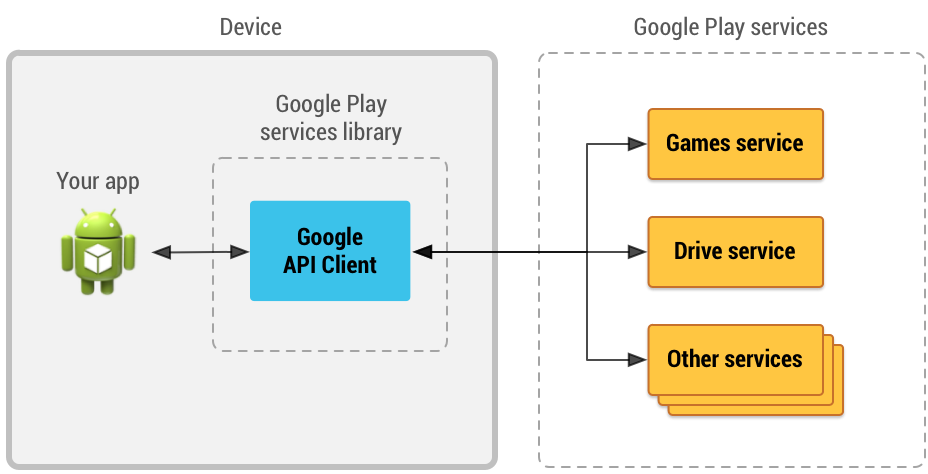 Device
Google Play services
Google Play
services library
Your app
Google
API Client
Games service
Drive service
Other services